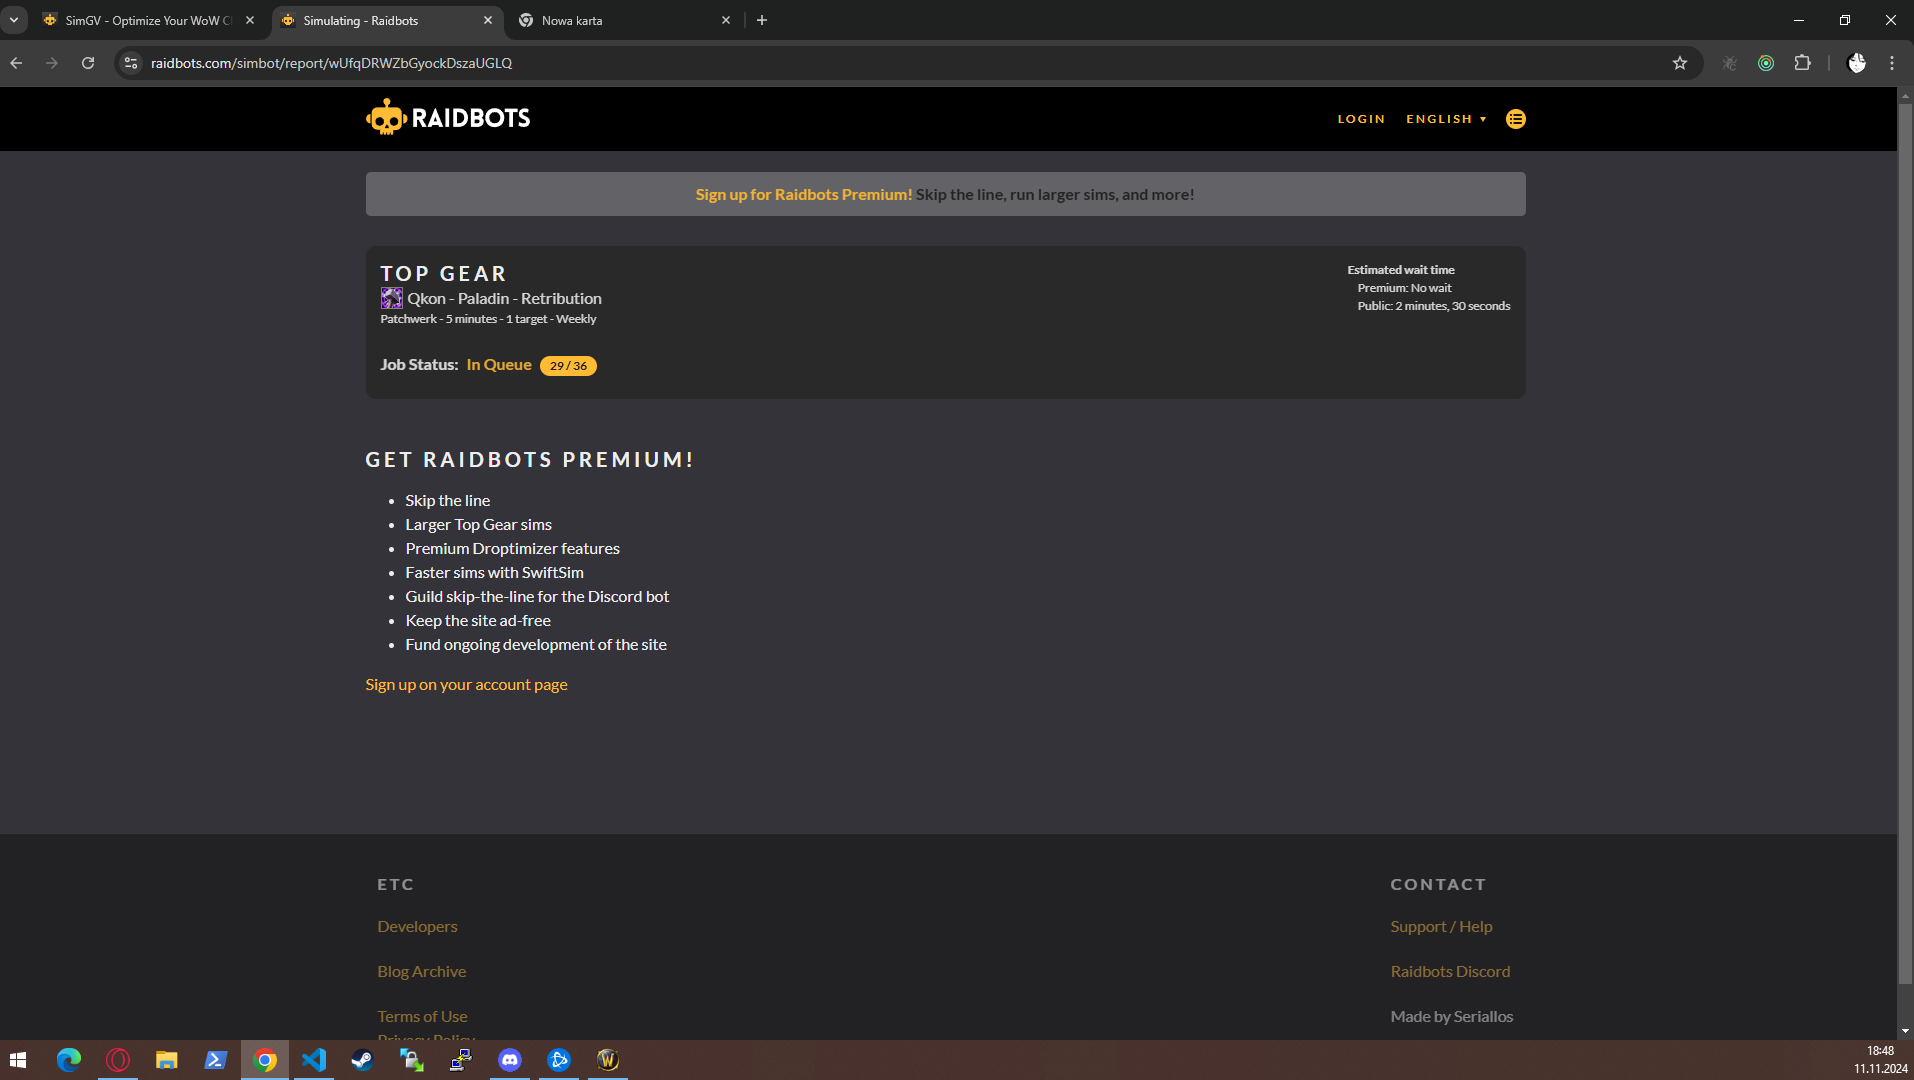 SimGV - Optimize Your WoW C
Simulating - Raidbots
Nowa karta
raidbots.com/simbot/report/wUfqDRWZbGyockDszaUGLQ
RAIDBOTS
LOGIN
ENGLISH
Sign up for Raidbots Premium! Skip the line, run larger sims, and more!
TOP GEAR
Qkon - Paladin - Retribution
Patchwerk - 5 minutes - 1 target - Weekly
Estimated wait time
Premium: No wait
Public: 2 minutes, 30 seconds
Job Status: In Queue 29 / 36
GET RAIDBOTS PREMIUM!
Skip the line
Larger Top Gear sims
Premium Droptimizer features
Faster sims with SwiftSim
Guild skip-the-line for the Discord bot
Keep the site ad-free
Fund ongoing development of the site
Sign up on your account page
ETC
Developers
Blog Archive
Terms of Use
Privacy Policy
CONTACT
Support / Help
Raidbots Discord
Made by Seriallos
18:48
11.11.2024